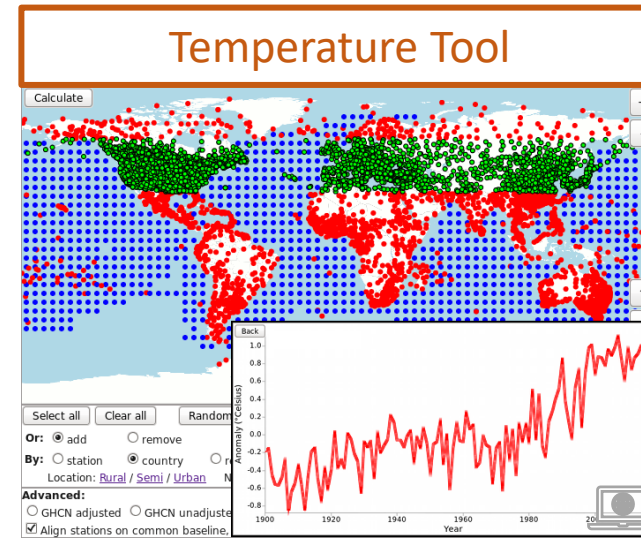 Temperature Tool
Calculate
Back
1.0
0.8
0.6
0.4
0.2
0.0
-0.2
-0.4
-0.6
-0.8
Anomaly (°Celsius)
1900 1920 1940 1960 1980
Year
Select all Clear all Random
Or: add remove
By: station country
Location: Rural / Semi / Urban
Advanced:
GHCN adjusted GHCN unadjuste
Align stations on common baseline,